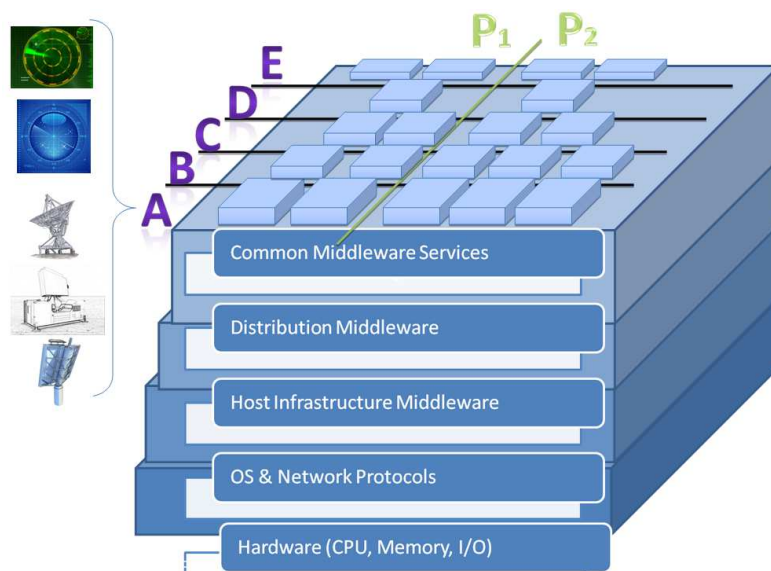 P1 P2
E
D
C
B
A
Common Middleware Services
Distribution Middleware
Host Infrastructure Middleware
OS & Network Protocols
Hardware (CPU, Memory, I/O)